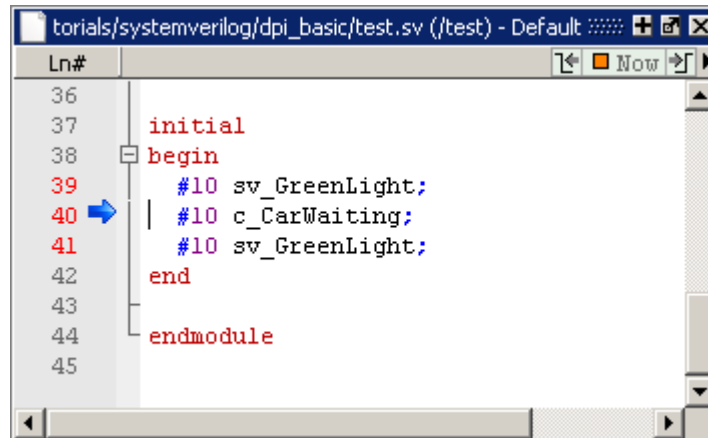 torials/systemverilog/dpi_basic/test.sv (/test) - Default
Ln#
Now
36
37 initial
38 begin
39 #10 sv_GreenLight;
40 #10 c_CarWaiting;
41 #10 sv_GreenLight;
42 end
43
44 endmodule
45